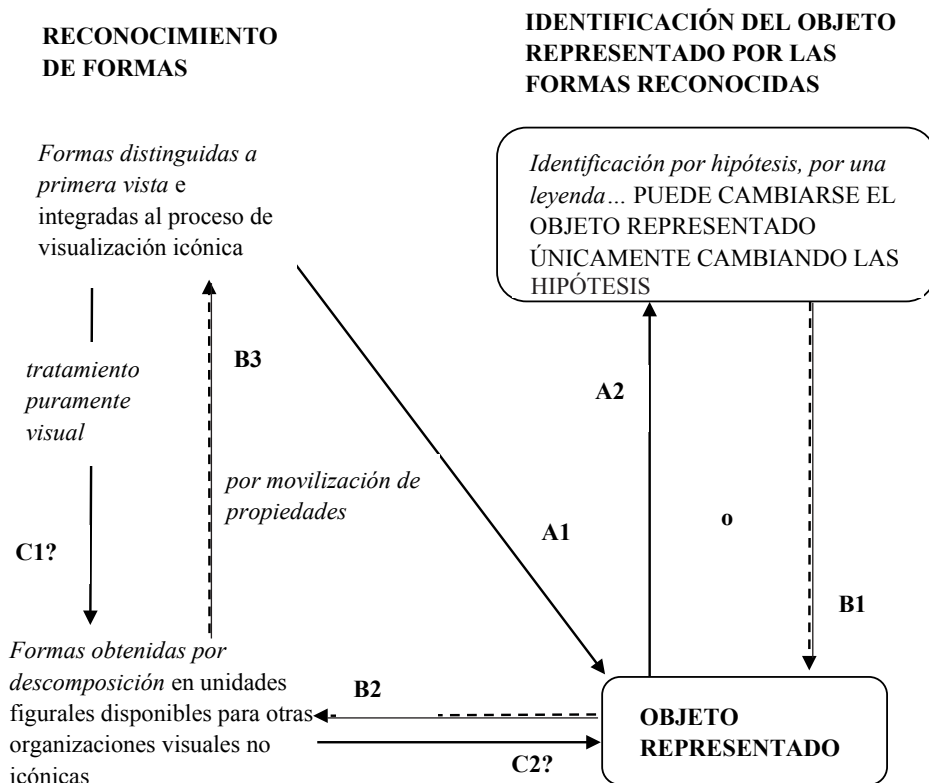 RECONOCIMIENTO
DE FORMAS
IDENTIFICACIÓN DEL OBJETO
REPRESENTADO POR LAS
FORMAS RECONOCIDAS
Formas distinguidas a
primera vista e
integradas al proceso de
visualización icónica
Identificación por hipótesis, por una
leyenda… PUEDE CAMBIARSE EL
OBJETO REPRESENTADO
ÚNICAMENTE CAMBIANDO LAS
HIPÓTESIS
tratamiento
puramente
visual
B3
A2
por movilización de
propiedades
o
A1
C1?
B1
Formas obtenidas por
descomposición en unidades
figurales disponibles para otras
organizaciones visuales no
icónicas
B2
C2?
OBJETO
REPRESENTADO